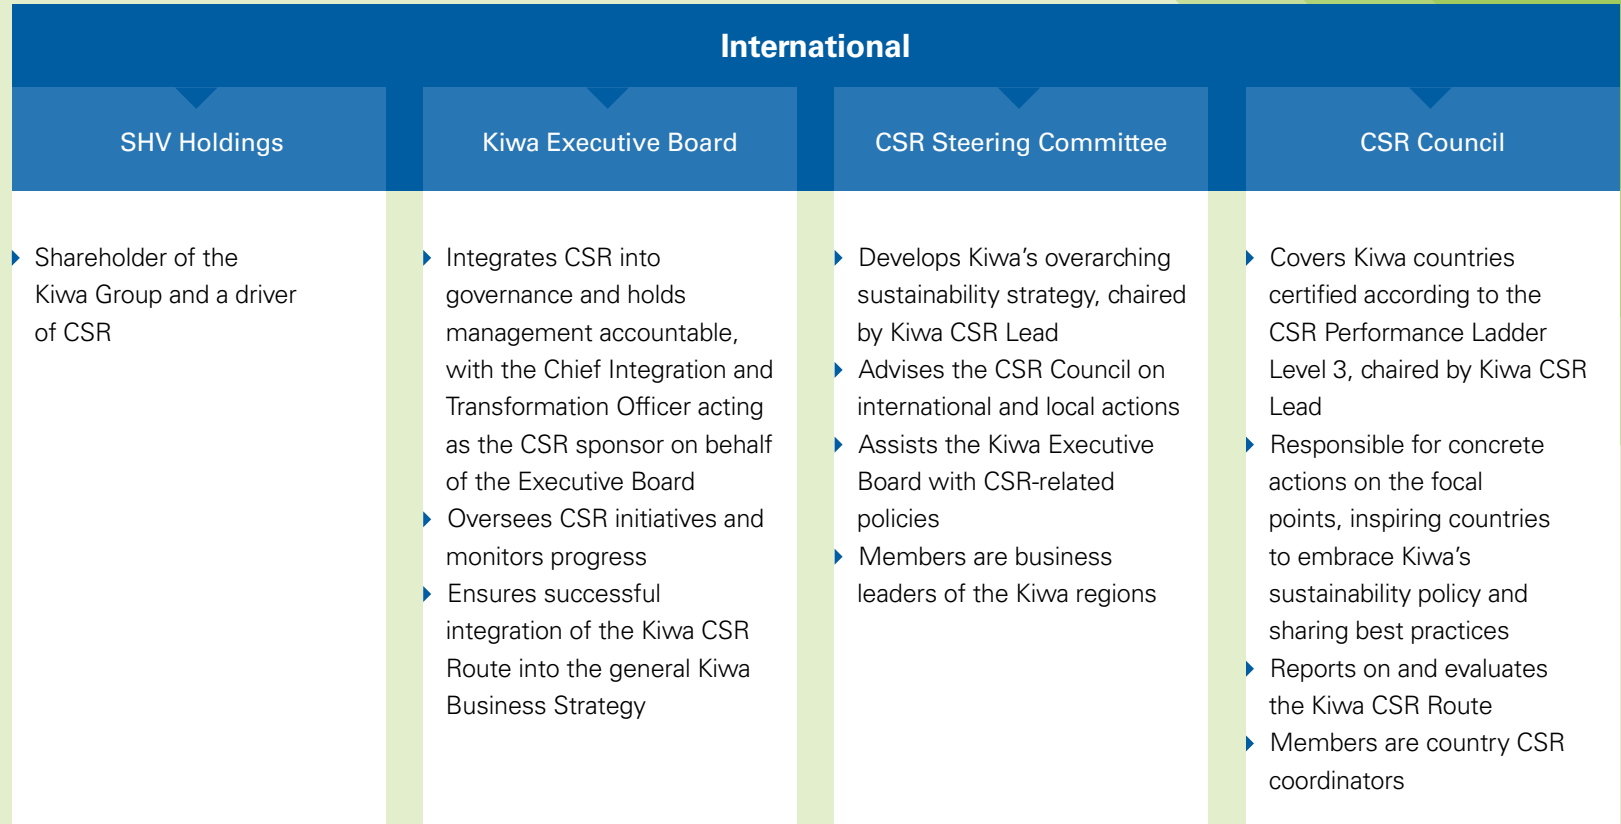 International
SHV Holdings
Shareholder of the
Kiwa Group and a driver
of CSR
Kiwa Executive Board
Integrates CSR into
governance and holds
management accountable,
with the Chief Integration and
Transformation Officer acting
as the CSR sponsor on behalf
of the Executive Board
Oversees CSR initiatives and
monitors progress
Ensures successful
integration of the Kiwa CSR
Route into the general Kiwa
Business Strategy
CSR Steering Committee
Develops Kiwa’s overarching
sustainability strategy, chaired
by Kiwa CSR Lead
Advises the CSR Council on
international and local actions
Assists the Kiwa Executive
Board with CSR-related
policies
Members are business
leaders of the Kiwa regions
CSR Council
Covers Kiwa countries
certified according to the
CSR Performance Ladder
Level 3, chaired by Kiwa CSR
Lead
Responsible for concrete
actions on the focal
points, inspiring countries
to embrace Kiwa’s
sustainability policy and
sharing best practices
Reports on and evaluates
the Kiwa CSR Route
Members are country CSR
coordinators